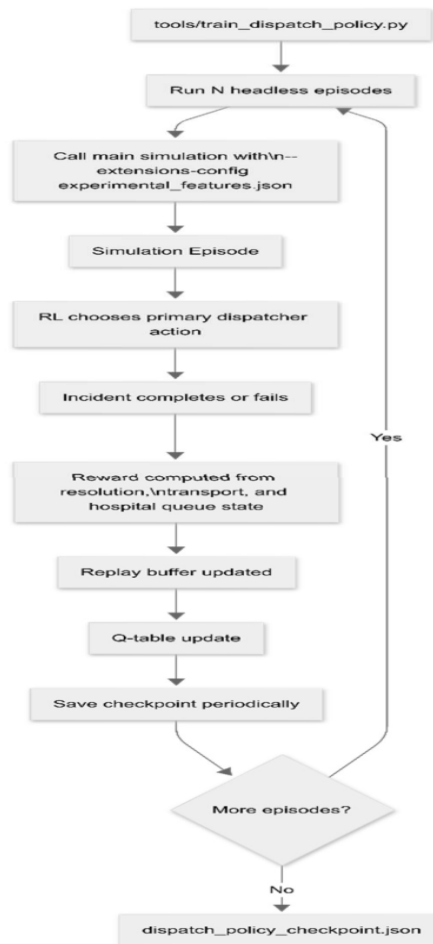 tools/train_dispatch_policy.py
Run N headless episodes
Call main simulation with\n--
extensions-config
experimental_features.json
Simulation Episode
RL chooses primary dispatcher
action
Incident completes or fails
Reward computed from
resolution,\ntransport, and
hospital queue state
Replay buffer updated
Q-table update
Save checkpoint periodically
More episodes?
Yes
No
dispatch_policy_checkpoint.json